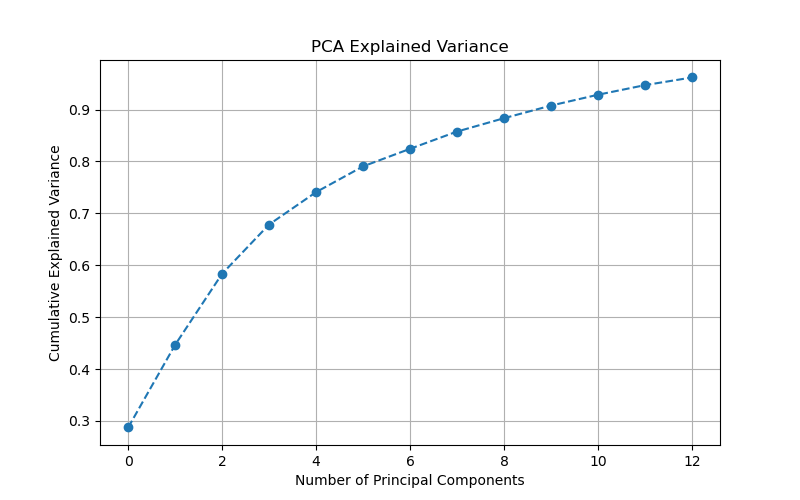 PCA Explained Variance
Cumulative Explained Variance
0.9
0.8
0.7
0.6
0.5
0.4
0.3
0 2 4 6 8 10 12
Number of Principal Components